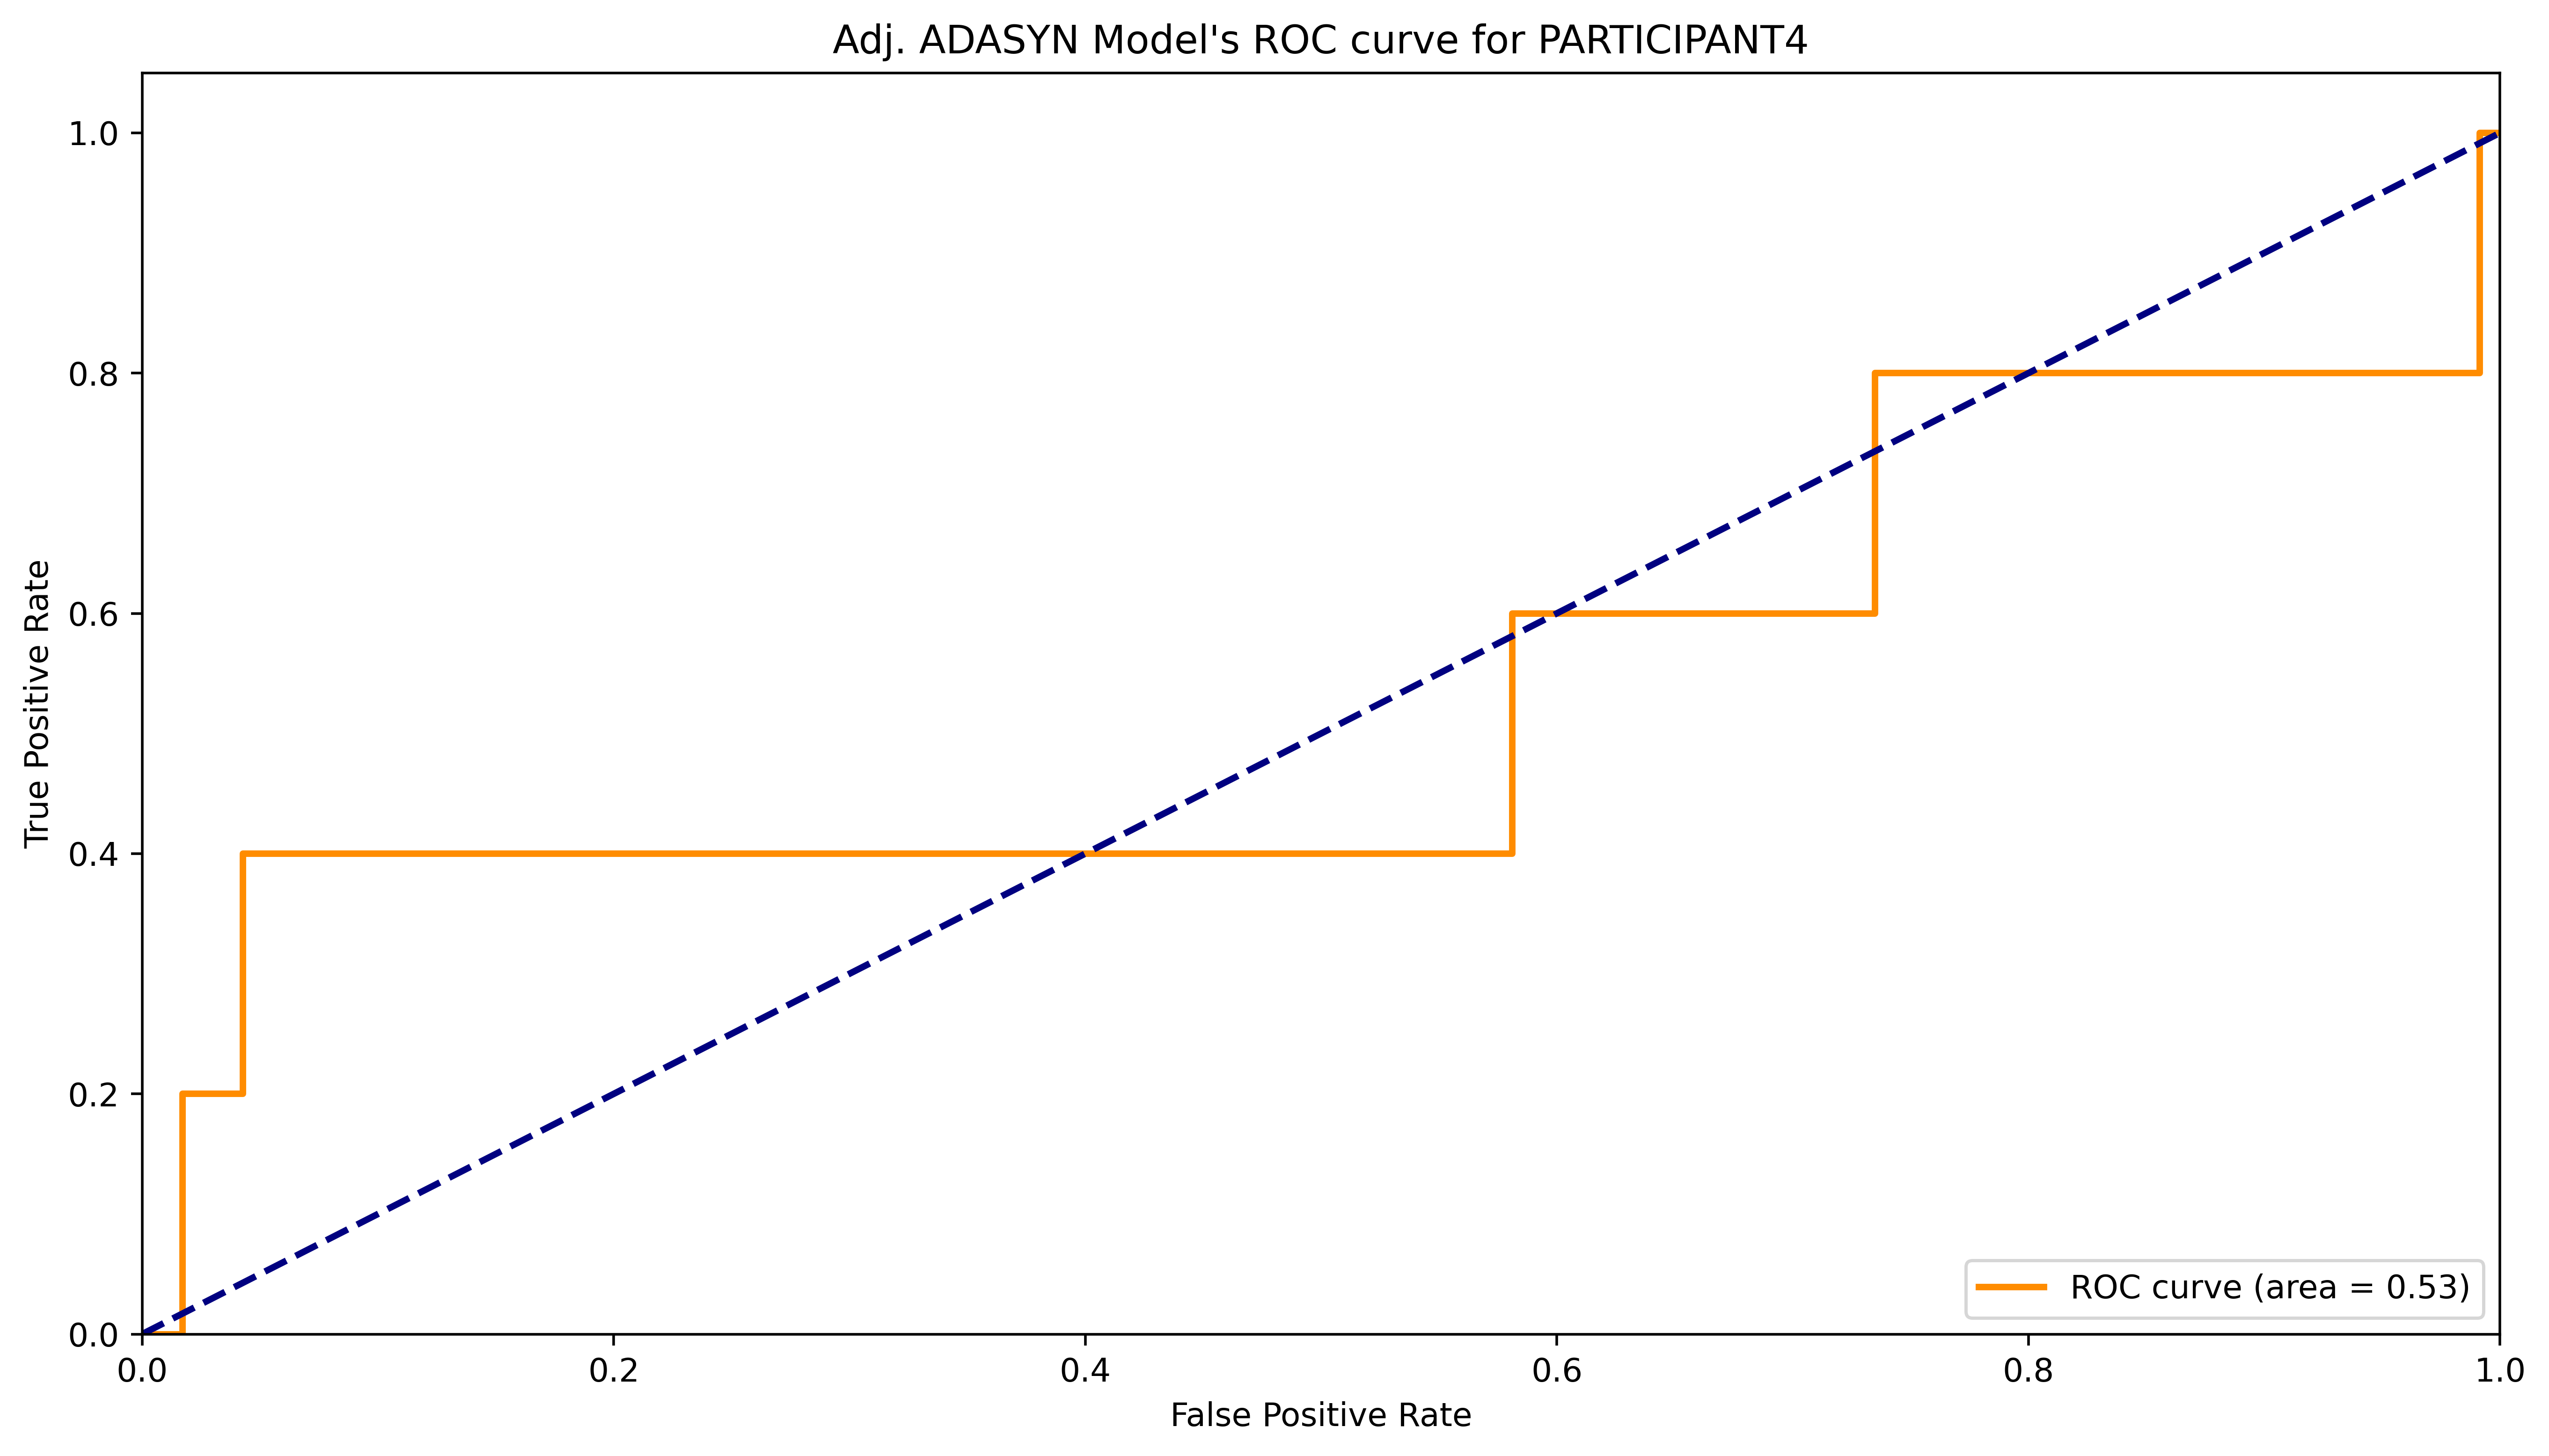 Adj. ADASYN Model's ROC curve for PARTICIPANT4
True Positive Rate
1.0
0.8
0.6
0.4
0.2
0.0
0.0 0.2 0.4 0.6 0.8 1.0
False Positive Rate
ROC curve (area = 0.53)